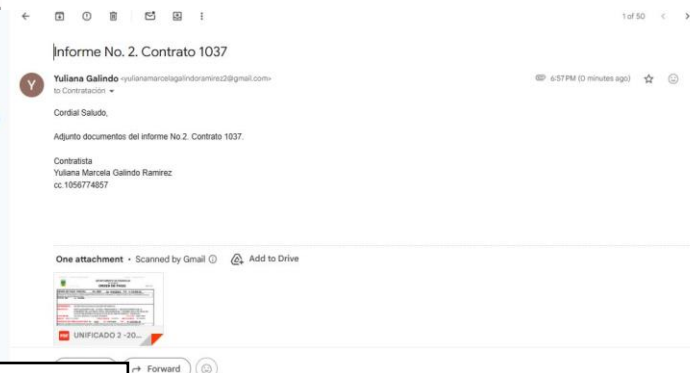 1 of 50
Informe No. 2. Contrato 1037
Y
Yuliana Galindo <yulianamarcelagalindoramirez2@gmail.com>
6:57 PM (0 minutes ago)
to Contratación
Cordial Saludo,
Adjunto documentos del informe No.2. Contrato 1037.
Contratista
Yuliana Marcela Galindo Ramirez
cc.1056774857
One attachment • Scanned by Gmail
Add to Drive
UNIFICADO 2 -20...
Forward